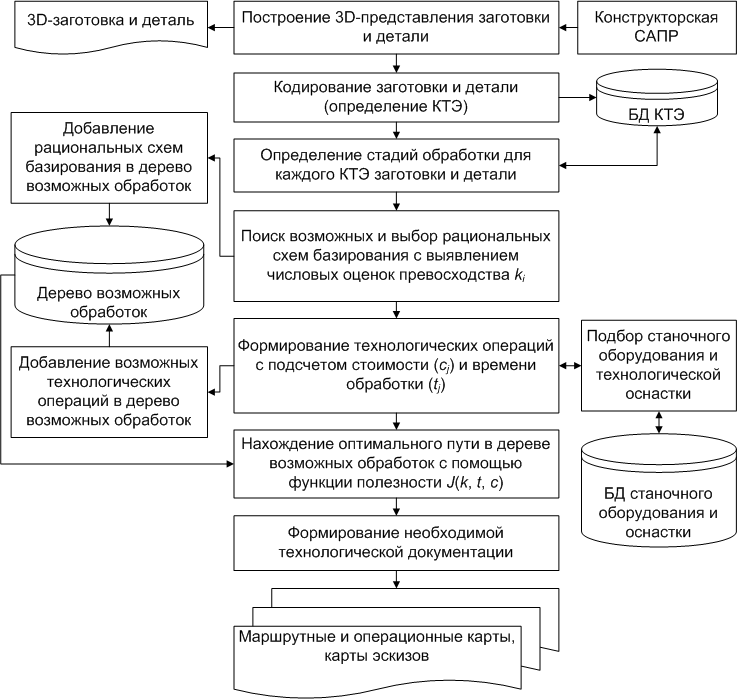 3D-заготовка и деталь
Построение 3D-представления заготовки
и детали
Конструкторская
САПР
Кодирование заготовки и детали
(определение КТЭ)
БД КТЭ
Добавление
рациональных схем
базирования в дерево
возможных обработок
Определение стадий обработки для
каждого КТЭ заготовки и детали
Поиск возможных и выбор рациональных
схем базирования с выявлением
числовых оценок превосходства ki
Дерево возможных
обработок
Формирование технологических операций
с подсчетом стоимости (cj) и времени
обработки (tj)
Подбор станочного
оборудования и
технологической
оснастки
Добавление возможных
технологических
операций в дерево
возможных обработок
Нахождение оптимального пути в дереве
возможных обработок с помощью
функции полезности J(k, t, c)
БД станочного
оборудования и
оснастки
Формирование необходимой
технологической документации
Маршрутные и операционные карты,
карты эскизов